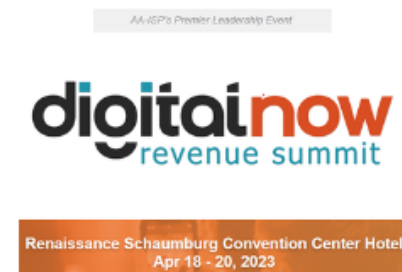 AA-ISP's Premier Leadership Event
digitalnow
revenue summit
Renaissance Schaumburg Convention Center Hotel
Apr 18 - 20, 2023